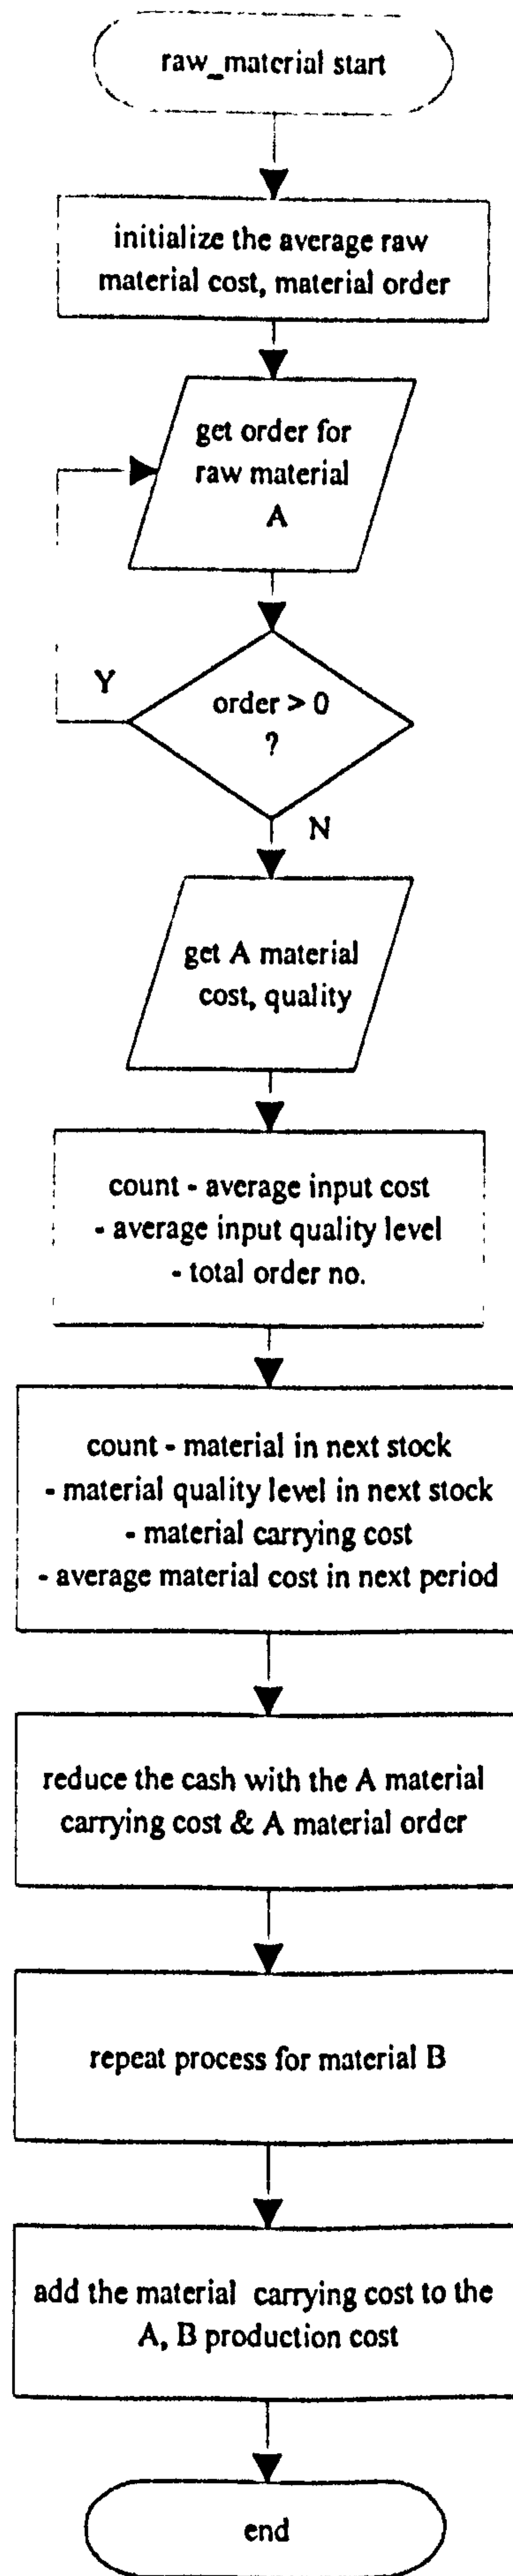 raw_material start
initialize the average raw
material cost, material order
get order for
raw material
A
Y
order > 0
?
N
get A material
cost, quality
count - average input cost
- average input quality level
- total order no.
count - material in next stock
- material quality level in next stock
- material carrying cost
- average material cost in next period
reduce the cash with the A material
carrying cost & A material order
repeat process for material B
add the material carrying cost to the
A, B production cost
end